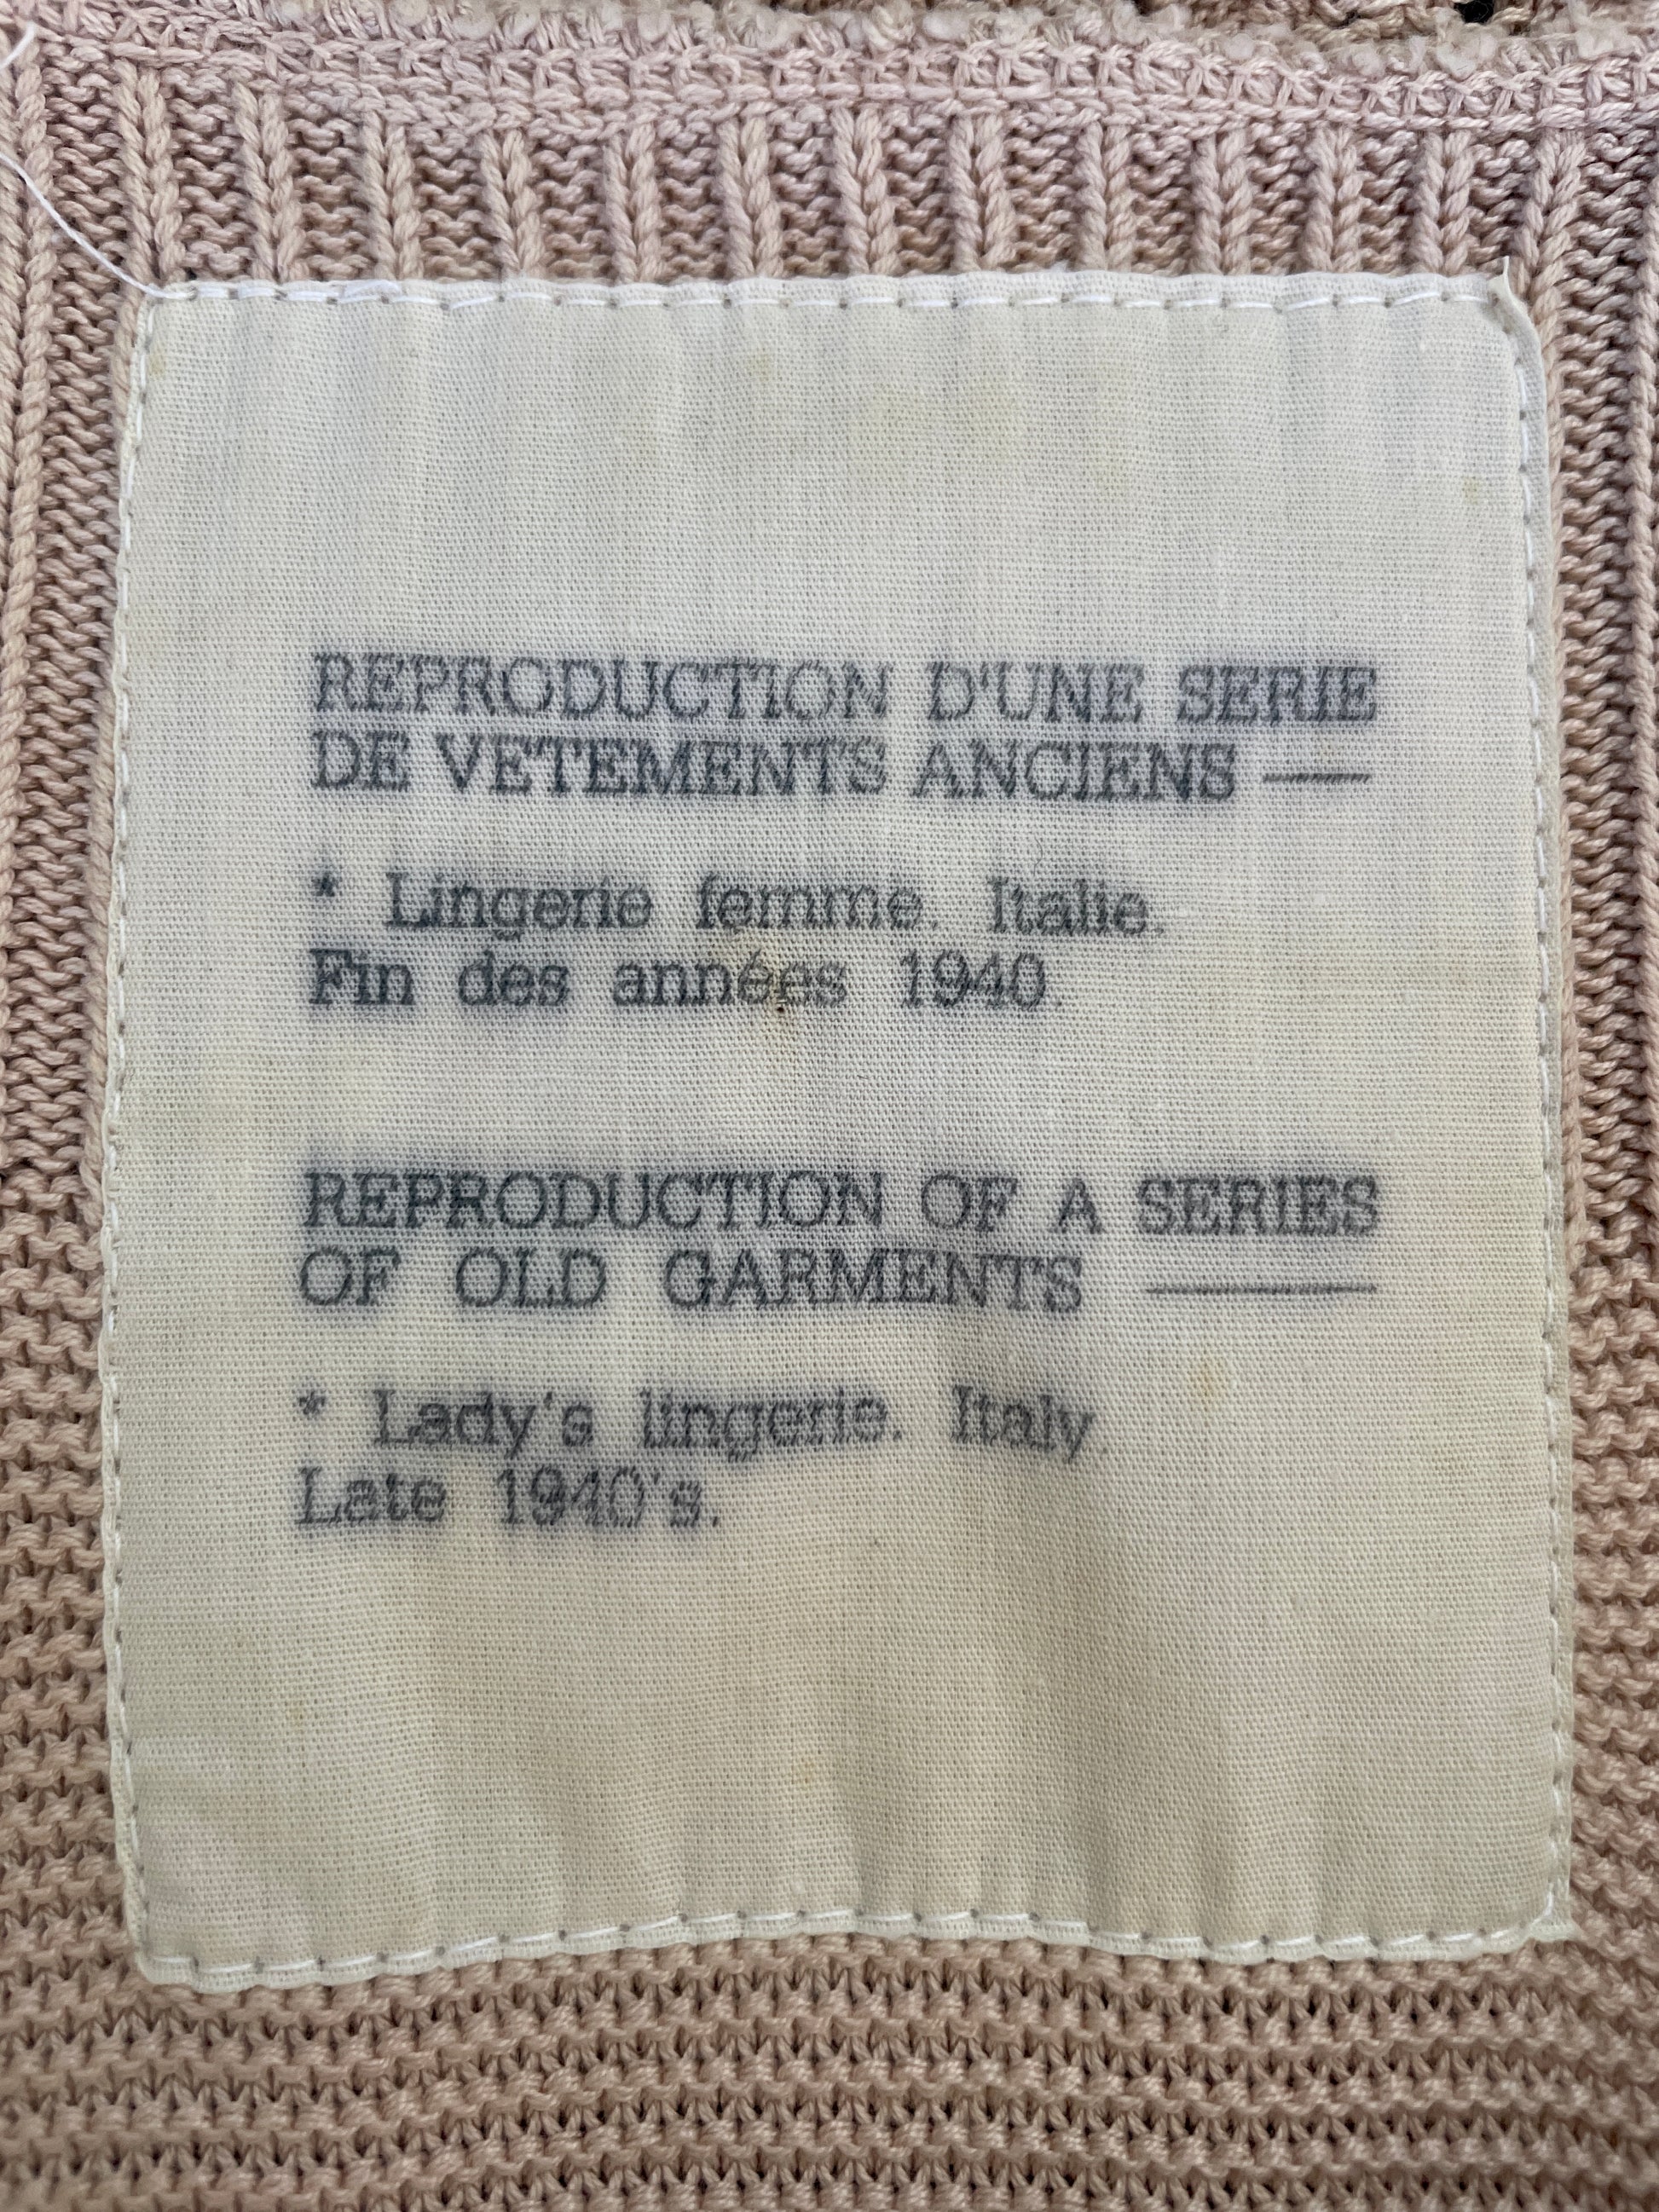 REPRODUCTION D'UNE SERIE
DE VETEMENTS ANCIENS —
* Lingerie femme. Italie.
Fin des années 1940.
REPRODUCTION OF A SERIES
OF OLD GARMENTS —
* Lady's lingerie. Italy.
Late 1940's.